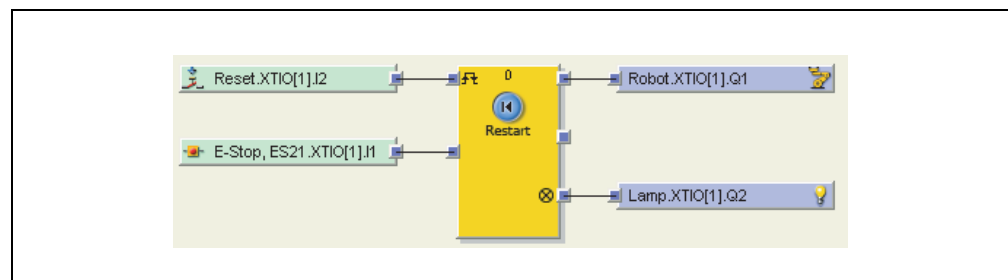 Reset.XTIO[1].I2
0
Robot.XTIO[1].Q1
Restart
E-Stop, ES21.XTIO[1].I1
Lamp.XTIO[1].Q2